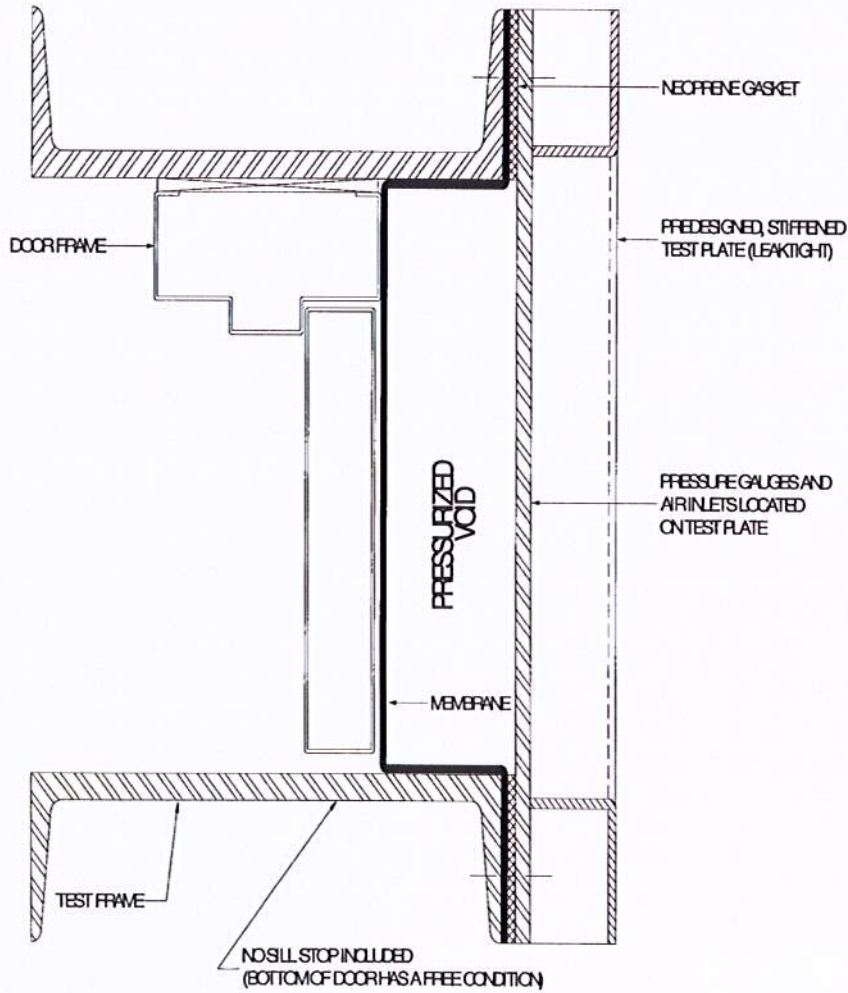 NEOPRENE GASKET
DOOR FRAME
PREDESIGNED, STIFFENED
TEST PLATE (LEAKTIGHT)
PRESSURIZED
VOID
PRESSURE GAUGES AND
AIR INLETS LOCATED
ON TEST PLATE
MEMBRANE
TEST FRAME
NO SILL STOP INCLUDED
(BOTTOM OF DOOR HAS A FREE CONDITION)